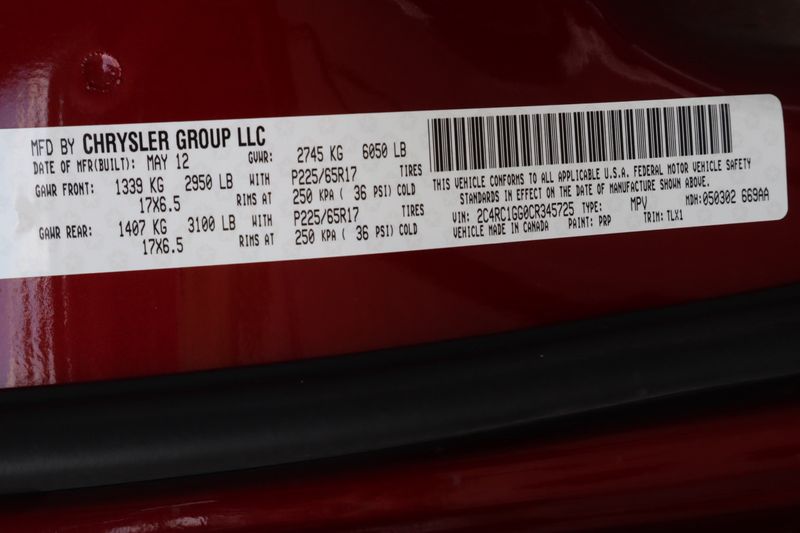 MFD BY CHRYSLER GROUP LLC
DATE OF MFR(BUILT): MAY 12 GVWR: 2745 KG 6050 LB
GAWR FRONT: 1339 KG 2950 LB WITH P225/65R17 TIRES
17X6.5 RIMS AT 250 KPA ( 36 PSI) COLD
GAWR REAR: 1407 KG 3100 LB WITH P225/65R17 TIRES
17X6.5 RIMS AT 250 KPA ( 36 PSI) COLD
THIS VEHICLE CONFORMS TO ALL APPLICABLE U.S.A. FEDERAL MOTOR VEHICLE SAFETY
STANDARDS IN EFFECT ON THE DATE OF MANUFACTURE SHOWN ABOVE.
VIN: 2C4RC1GG0CR345725 TYPE: MPV MDH:050302 669AA
VEHICLE MADE IN CANADA PAINT: PRP TRIM: TLX1